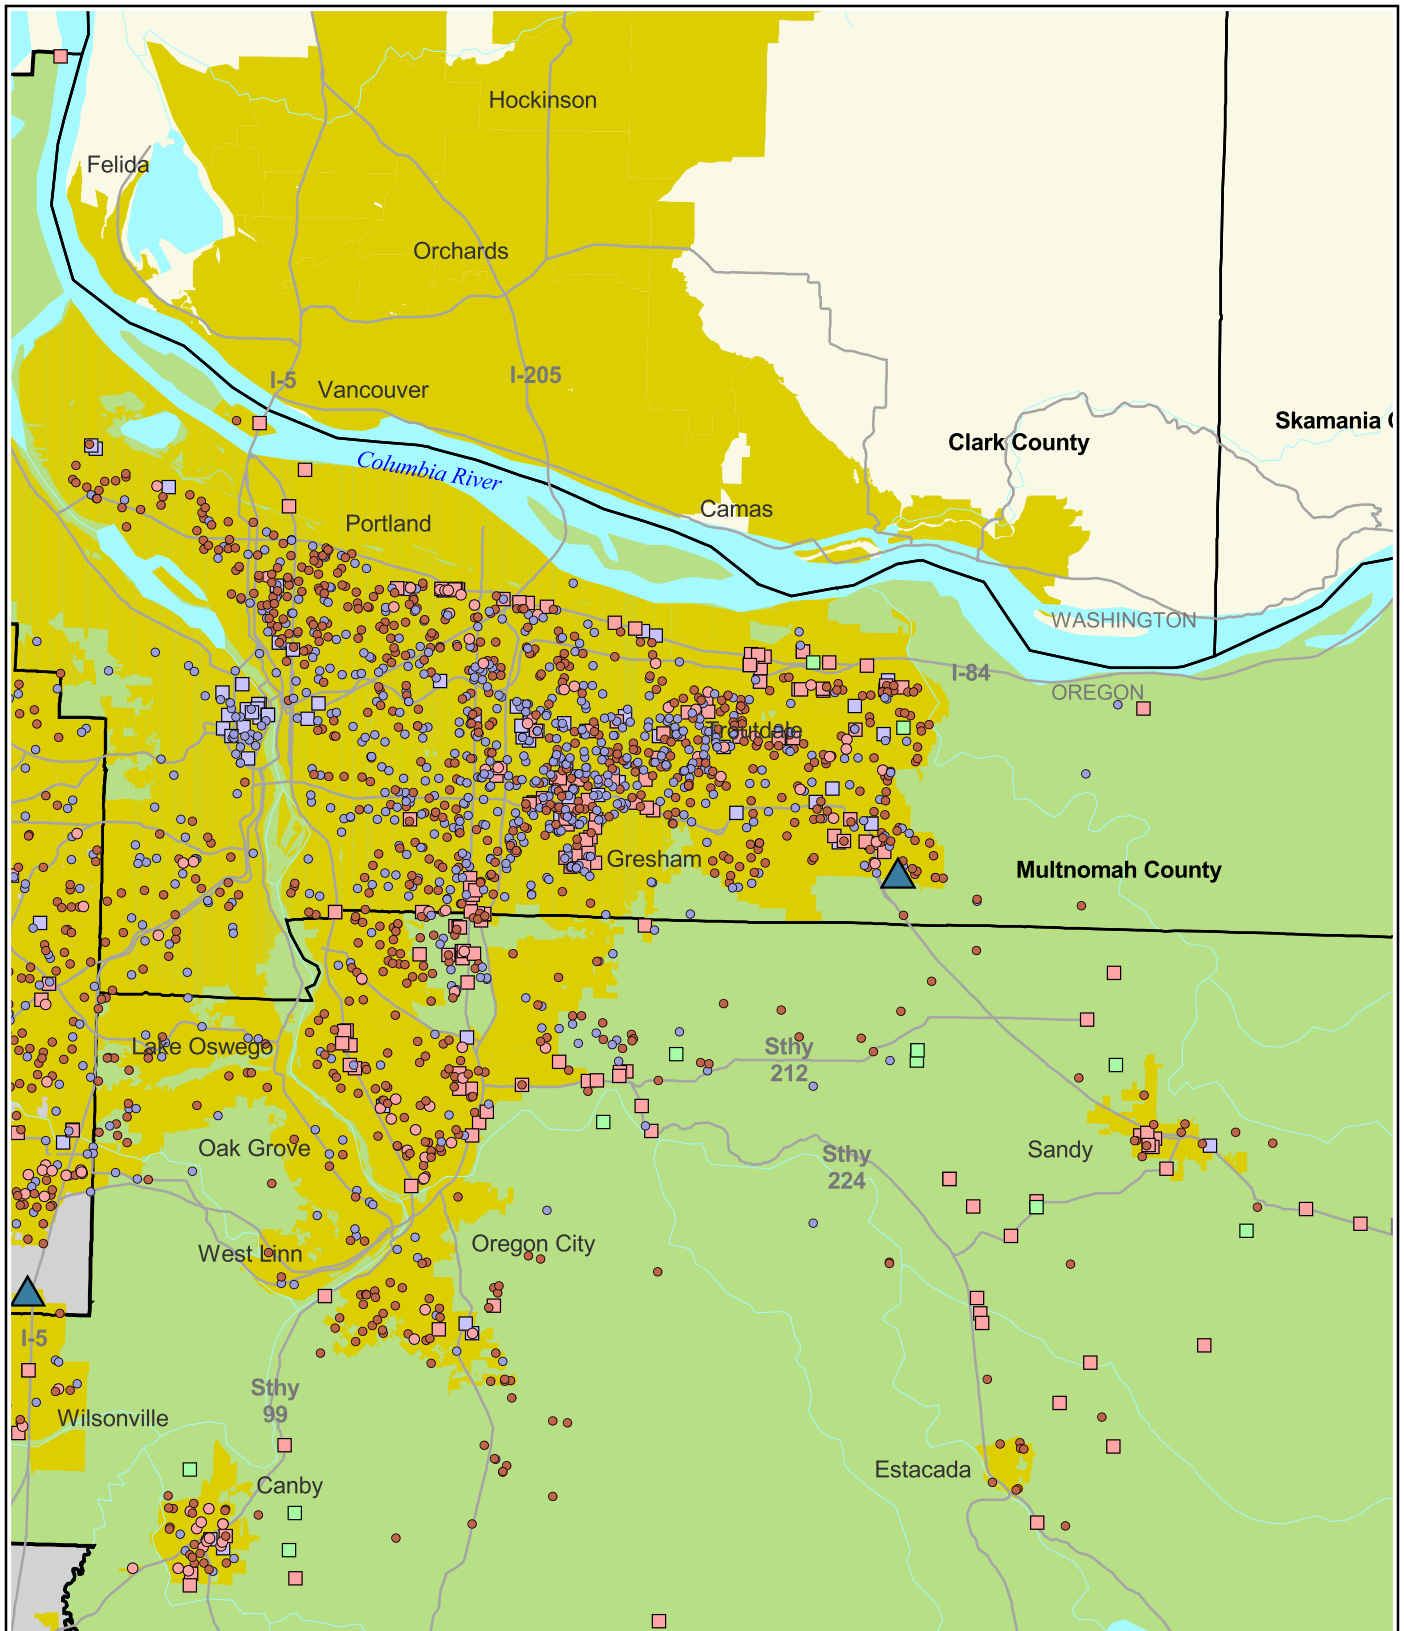 Hockinson
Felida
Orchards
I-5
Vancouver
I-205
Skamania C
Clark County
Columbia River
Camas
Portland
WASHINGTON
I-84
OREGON
Troutdale
Gresham
Multnomah County
Lake Oswego
Sthy
212
Oak Grove
Sandy
Sthy
224
West Linn
Oregon City
I-5
Sthy
99
Wilsonville
Estacada
Canby